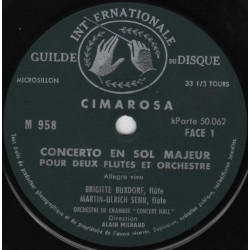 INTERNATIONALE
GUILDE DU DISQUE
MICROSILLON 33 1/3 TOURS
CIMAROSA
M 958
kParte 50.062
FACE 1
CONCERTO EN SOL MAJEUR
POUR DEUX FLUTES ET ORCHESTRE
Allegro vivo
BRIGITTE BUXDORF, flûte
MARTIN-ULRICH SENN, flûte
ORCHESTRE DE CHAMBRE "CONCERT HALL"
Direction
ALAIN MILHAUD